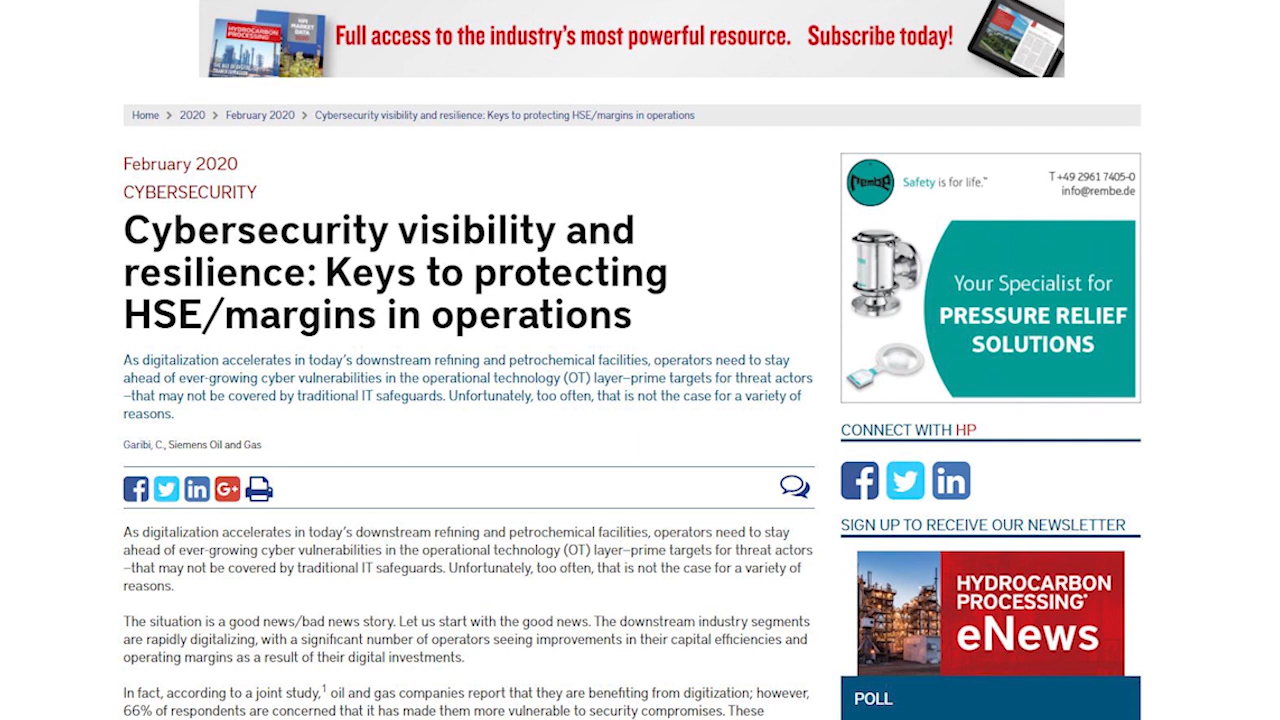 HYDROCARBON
PROCESSING
HPI
MARKET
DATA
Full access to the industry's most powerful resource. Subscribe today!
Home > 2020 > February 2020 > Cybersecurity visibility and resilience: Keys to protecting HSE/margins in operations
February 2020
CYBERSECURITY
Cybersecurity visibility and
resilience: Keys to protecting
HSE/margins in operations
As digitalization accelerates in today's downstream refining and petrochemical facilities, operators need to stay
ahead of ever-growing cyber vulnerabilities in the operational technology (OT) layer—prime targets for threat actors
—that may not be covered by traditional IT safeguards. Unfortunately, too often, that is not the case for a variety of
reasons.
Garibi, C., Siemens Oil and Gas
As digitalization accelerates in today's downstream refining and petrochemical facilities, operators need to stay
ahead of ever-growing cyber vulnerabilities in the operational technology (OT) layer—prime targets for threat actors
—that may not be covered by traditional IT safeguards. Unfortunately, too often, that is not the case for a variety of
reasons.
The situation is a good news/bad news story. Let us start with the good news. The downstream industry segments
are rapidly digitalizing, with a significant number of operators seeing improvements in their capital efficiencies and
operating margins as a result of their digital investments.
In fact, according to a joint study,¹ oil and gas companies report that they are benefiting from digitization; however,
66% of respondents are concerned that it has made them more vulnerable to security compromises. These
rembe
Safety is for life.™
T +49 2961 7405-0
info@rembe.de
Your Specialist for
PRESSURE RELIEF
SOLUTIONS
CONNECT WITH HP
SIGN UP TO RECEIVE OUR NEWSLETTER
HYDROCARBON
PROCESSING®
eNews
POLL